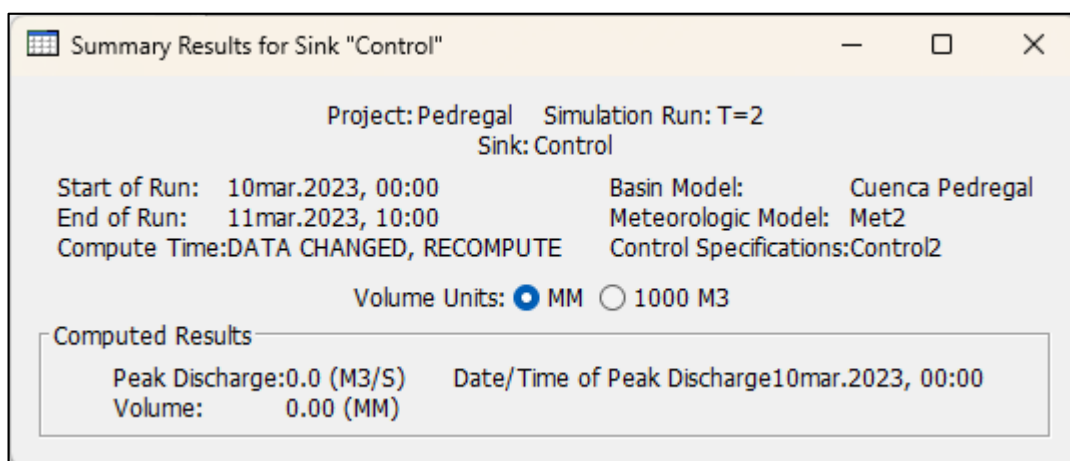 Summary Results for Sink "Control"
Project: Pedregal Simulation Run: T=2
Sink: Control
Start of Run: 10mar.2023, 00:00 Basin Model: Cuenca Pedregal
End of Run: 11mar.2023, 10:00 Meteorologic Model: Met2
Compute Time:DATA CHANGED, RECOMPUTE Control Specifications:Control2
Volume Units: MM 1000 M3
Computed Results
Peak Discharge:0.0 (M3/S) Date/Time of Peak Discharge10mar.2023, 00:00
Volume: 0.00 (MM)